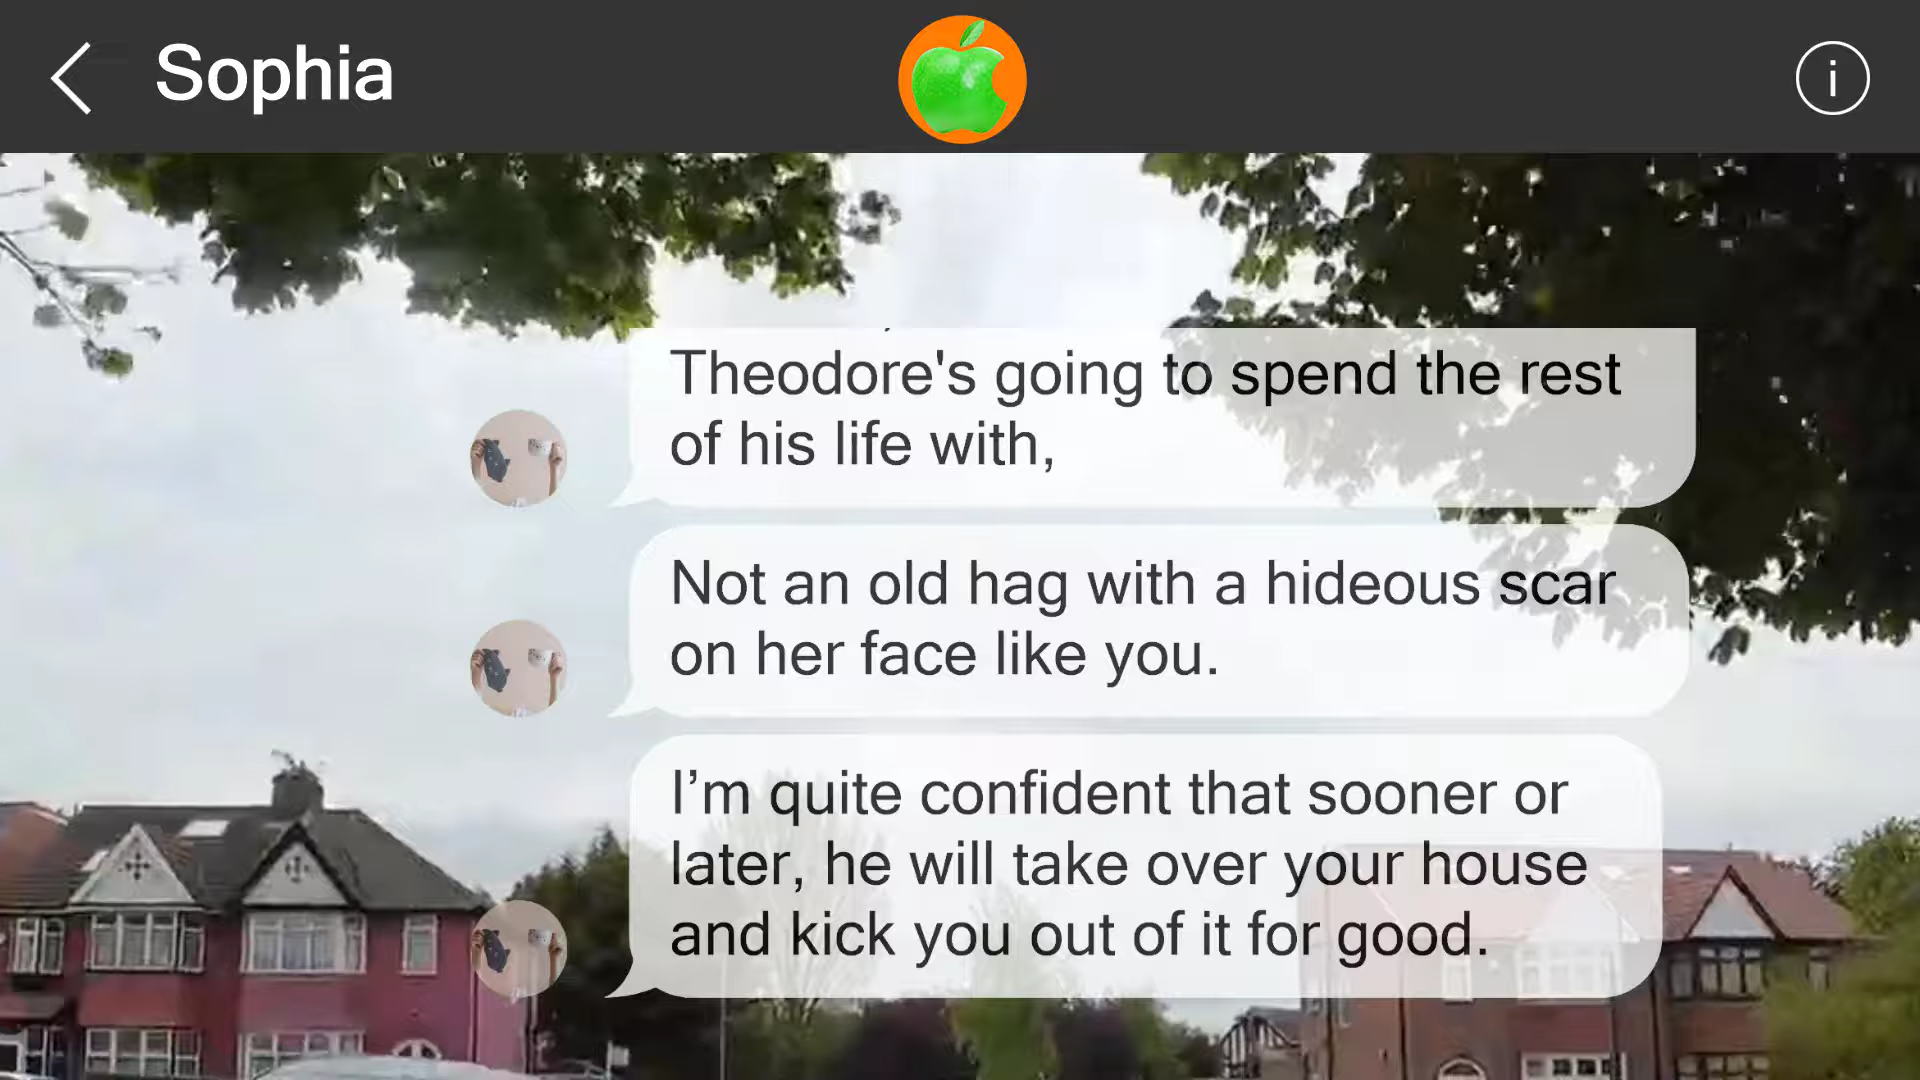 Sophia
i
Theodore's going to spend the rest
of his life with,
Not an old hag with a hideous scar
on her face like you.
I’m quite confident that sooner or
later, he will take over your house
and kick you out of it for good.